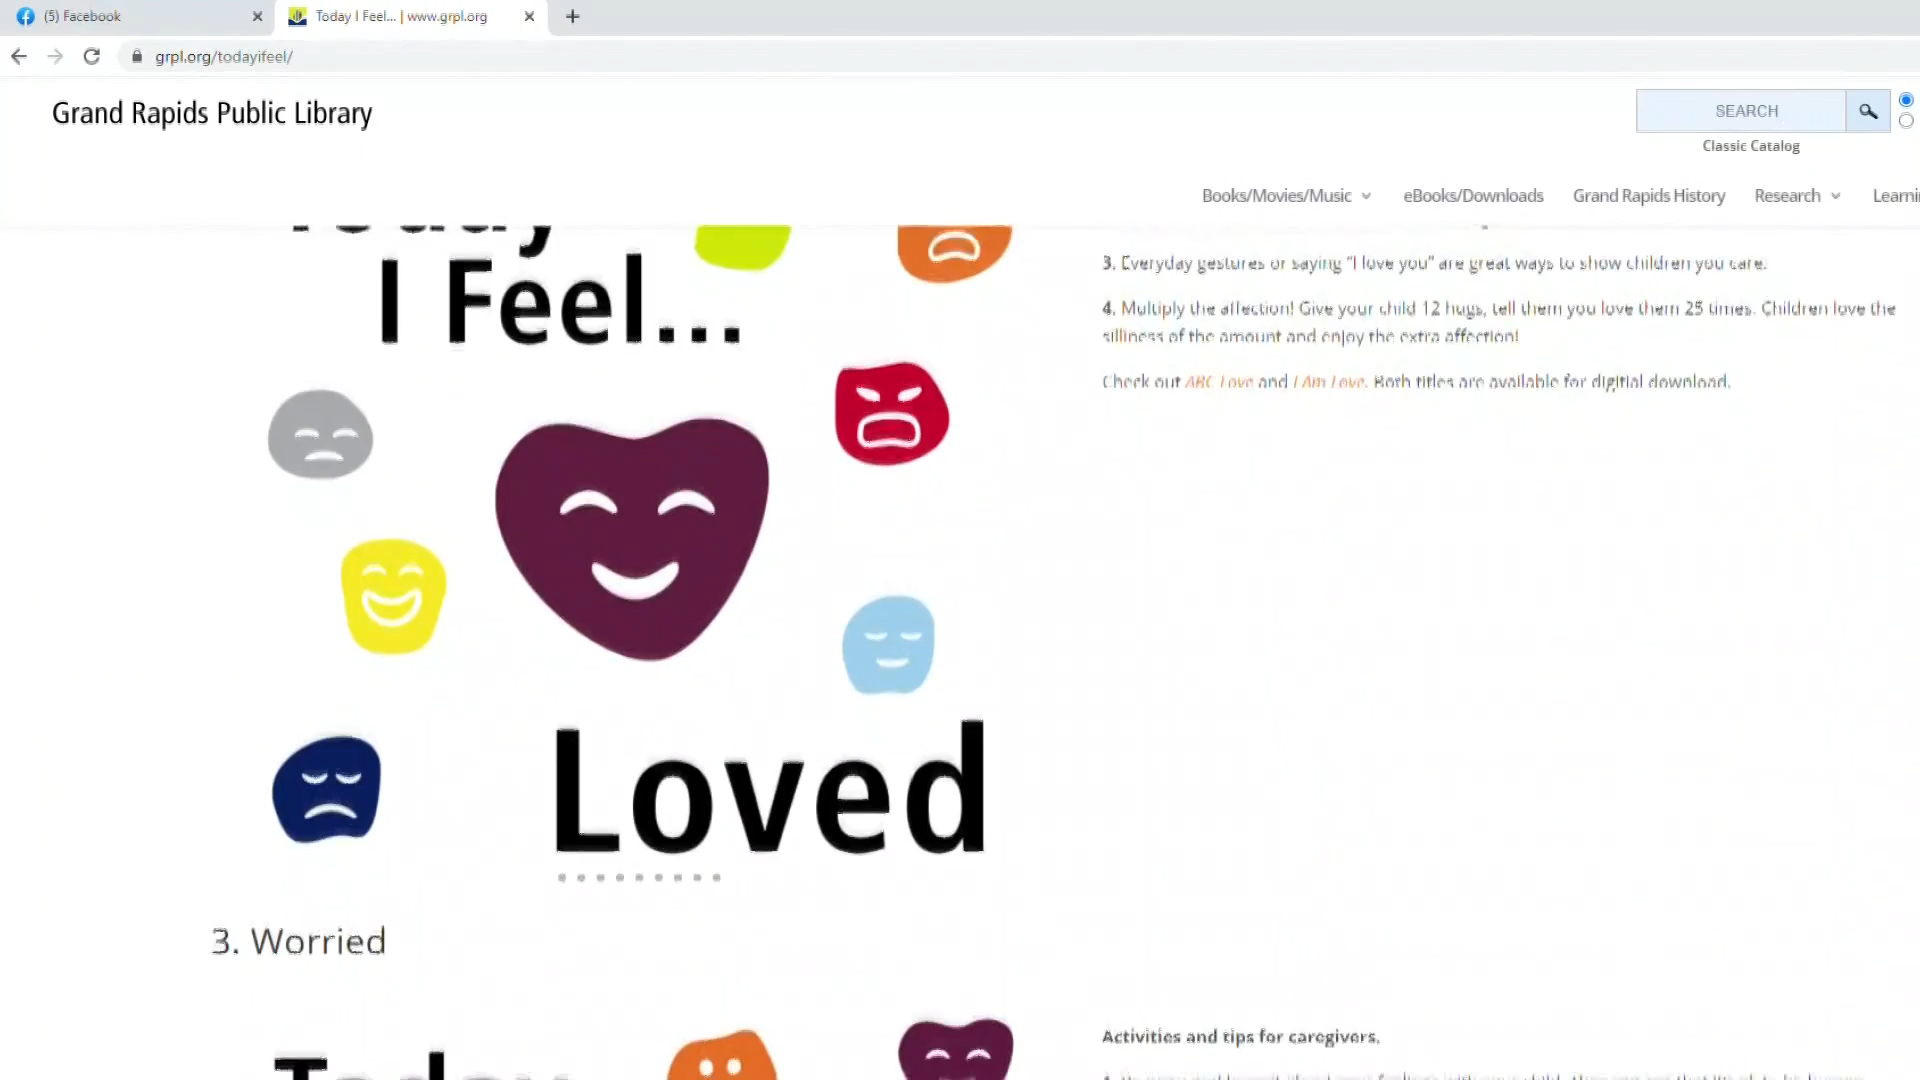 (5) Facebook
Today I Feel... | www.grpl.org
grpl.org/todayifeel/
Grand Rapids Public Library
SEARCH
Classic Catalog
Books/Movies/Music
eBooks/Downloads
Grand Rapids History
Research
Learni
Today
I Feel...
Loved
3. Everyday gestures or saying “I love you” are great ways to show children you care.
4. Multiply the affection! Give your child 12 hugs, tell them you love them 25 times. Children love the
silliness of the amount and enjoy the extra affection!
Check out ABC Love and I Am Love. Both titles are available for digitial download.
3. Worried
Today
Activities and tips for caregivers.